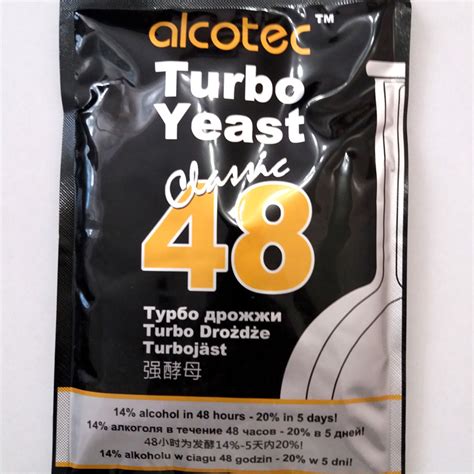 alcotec™
Turbo
Yeast
Classic
48
Турбо дрожжи
Turbo Drożdże
Turbojäst
强酵母
14% alcohol in 48 hours - 20% in 5 days!
14% алкоголя в течение 48 часов - 20% в 5 дней!
48小时为发酵14%-5天内20%!
14% alkoholu w ciagu 48 godzin - 20% w 5 dni!